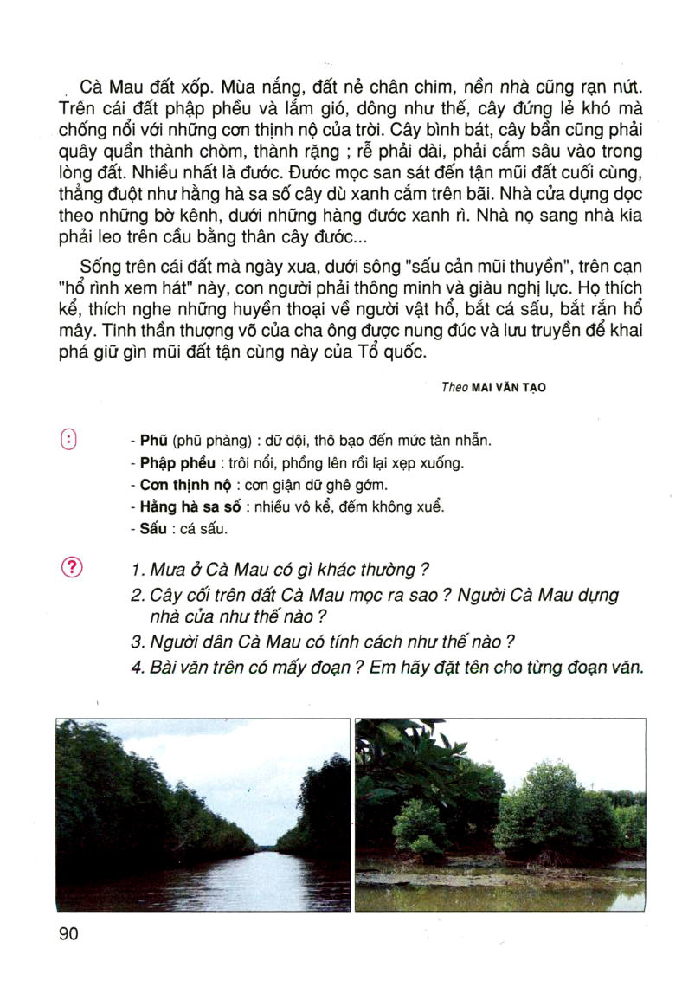 Cà Mau đất xốp. Mùa nắng, đất nẻ chân chim, nền nhà cũng rạn nứt.
Trên cái đất phập phều và lắm gió, dông như thế, cây đứng lẻ khó mà
chống nổi với những cơn thịnh nộ của trời. Cây bình bát, cây bần cũng phải
quây quần thành chòm, thành rặng ; rễ phải dài, phải cắm sâu vào trong
lòng đất. Nhiều nhất là đước. Đước mọc san sát đến tận mũi đất cuối cùng,
thẳng đuột như hằng hà sa số cây dù xanh cắm trên bãi. Nhà cửa dựng dọc
theo những bờ kênh, dưới những hàng đước xanh rì. Nhà nọ sang nhà kia
phải leo trên cầu bằng thân cây đước...
Sống trên cái đất mà ngày xưa, dưới sông "sấu cản mũi thuyền", trên cạn
"hổ rình xem hát" này, con người phải thông minh và giàu nghị lực. Họ thích
kể, thích nghe những huyền thoại về người vật hổ, bắt cá sấu, bắt rắn hổ
mây. Tinh thần thượng võ của cha ông được nung đúc và lưu truyền để khai
phá giữ gìn mũi đất tận cùng này của Tổ quốc.
Theo MAI VĂN TẠO
:
- Phũ (phũ phàng) : dữ dội, thô bạo đến mức tàn nhẫn.
- Phập phều : trôi nổi, phồng lên rồi lại xẹp xuống.
- Cơn thịnh nộ : cơn giận dữ ghê gớm.
- Hằng hà sa số : nhiều vô kể, đếm không xuể.
- Sấu : cá sấu.
?
1. Mưa ở Cà Mau có gì khác thường ?
2. Cây cối trên đất Cà Mau mọc ra sao ? Người Cà Mau dựng
nhà cửa như thế nào ?
3. Người dân Cà Mau có tính cách như thế nào ?
4. Bài văn trên có mấy đoạn ? Em hãy đặt tên cho từng đoạn văn.
90